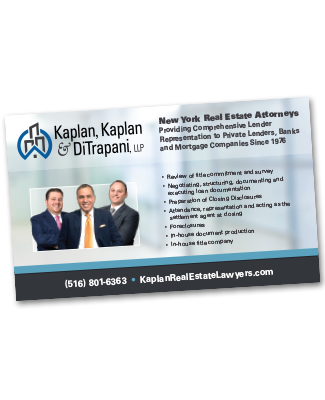 Kaplan, Kaplan
& DiTrapani, LLP
New York Real Estate Attorneys
Providing Comprehensive Lender
Representation to Private Lenders, Banks
and Mortgage Companies Since 1976
• Review of title commitment and survey
• Negotiating, structuring, documenting and
executing loan documentation
• Preparation of Closing Disclosures
• Attendance, representation and acting as the
settlement agent at closing
• Foreclosures
• In-house document production
• In-house title company
(516) 801-6363 • KaplanRealEstateLawyers.com